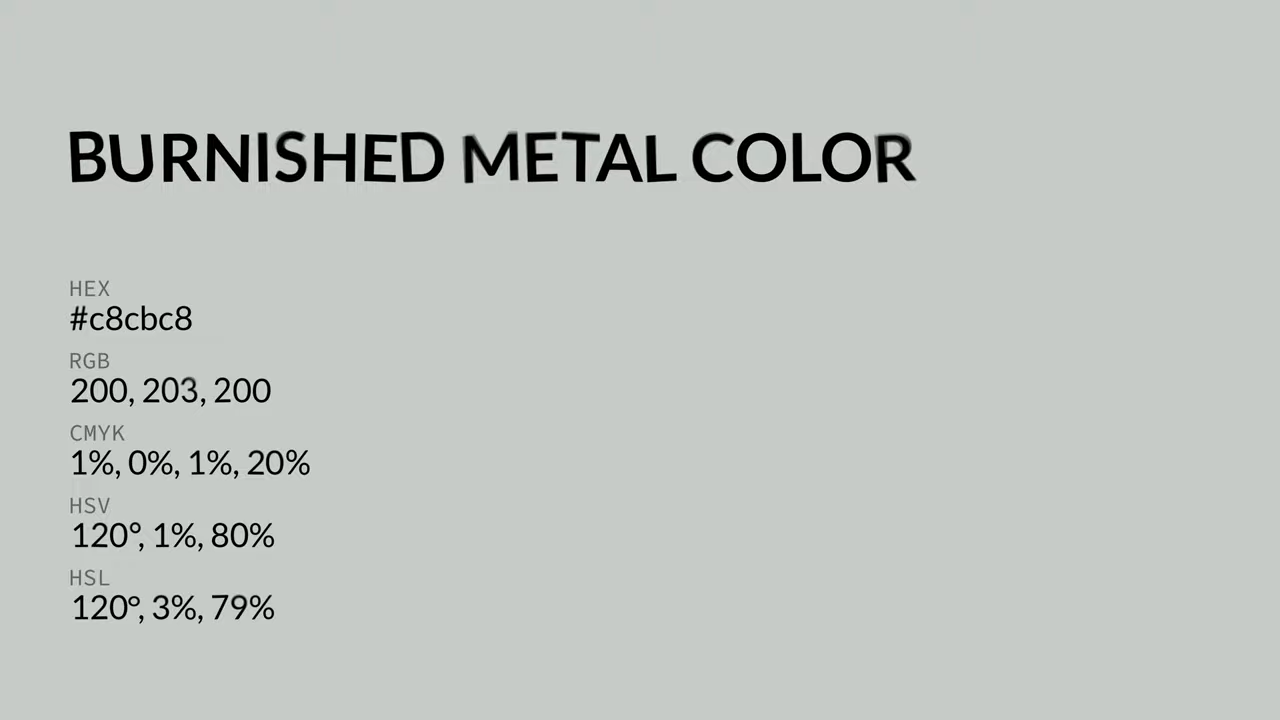 BURNISHED METAL COLOR
HEX
#c8cbc8
RGB
200, 203, 200
CMYK
1%, 0%, 1%, 20%
HSV
120°, 1%, 80%
HSL
120°, 3%, 79%